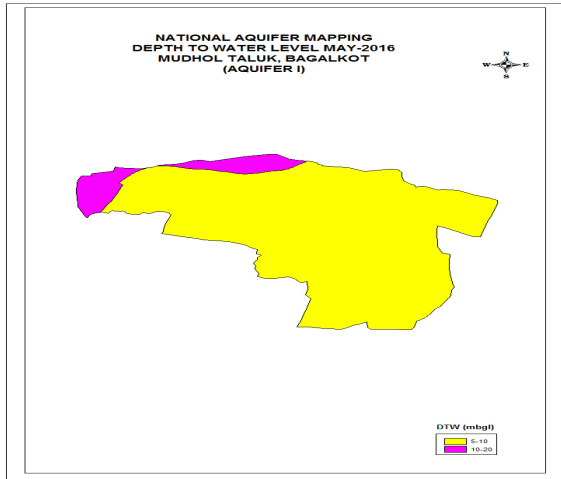 NATIONAL AQUIFER MAPPING
DEPTH TO WATER LEVEL MAY-2016
MUDHOL TALUK, BAGALKOT
(AQUIFER I)
N
W E
S
DTW (mbgl)
5-10
10-20